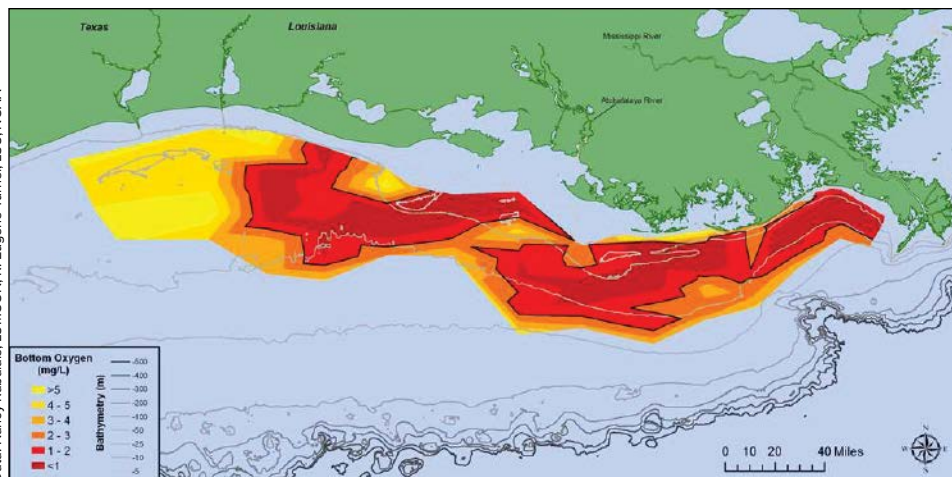 Texas
Louisiana
Mississippi River
Atchafalaya River
Bottom Oxygen
(mg/L)
>5
4 - 5
3 - 4
2 - 3
1 - 2
<1
Bathymetry (m)
-500
-400
-300
-200
-100
-50
-25
-10
-5
0 10 20 40 Miles
N
W
E
S